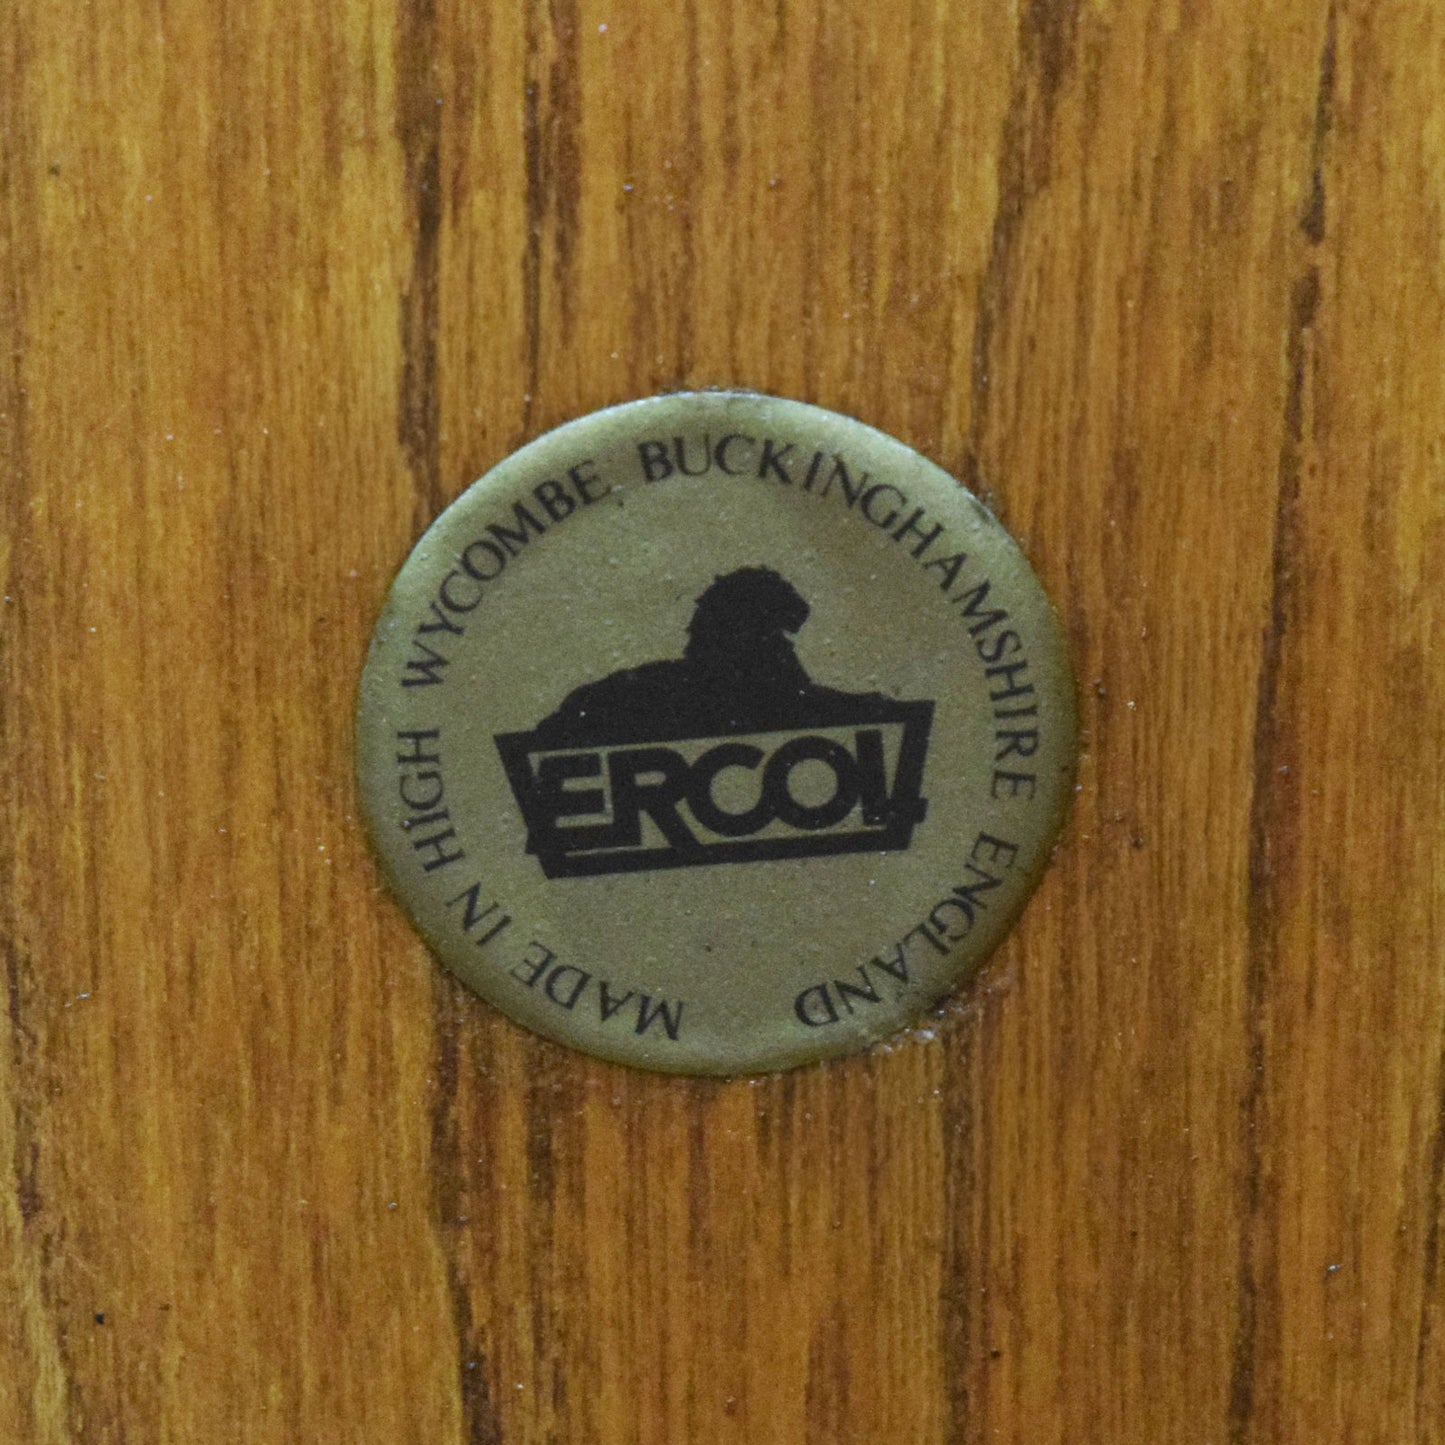 MADE IN HIGH WYCOMBE, BUCKINGHAMSHIRE ENGLAND
ERCOL